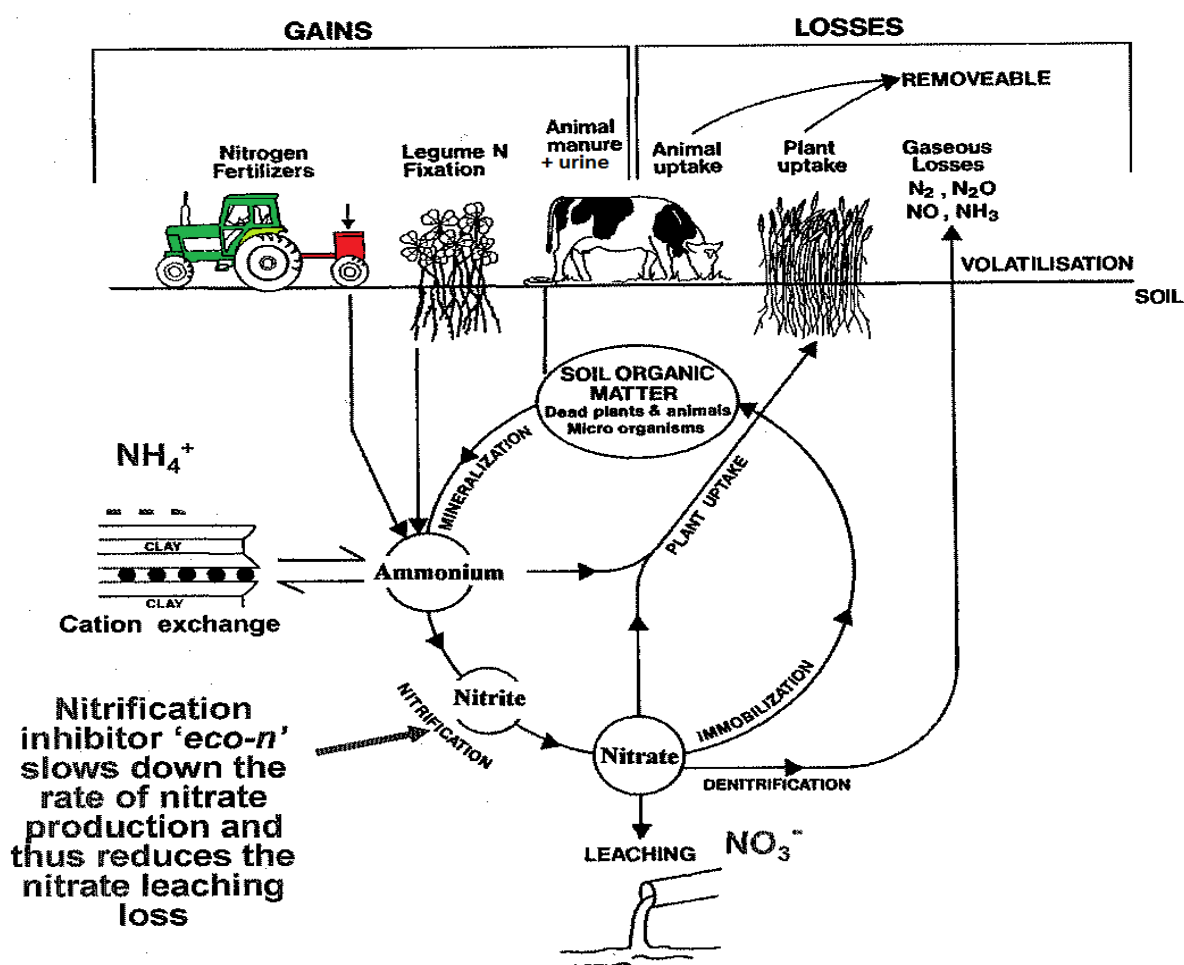 GAINS
LOSSES
REMOVEABLE
Nitrogen
Fertilizers
Legume N
Fixation
Animal
manure
+ urine
Animal
uptake
Plant
uptake
Gaseous
Losses
N₂ , N₂O
NO , NH₃
VOLATILISATION
SOIL
SOIL ORGANIC
MATTER
Dead plants & animals
Micro organisms
MINERALIZATION
PLANT UPTAKE
NH₄⁺
CLAY
CLAY
Cation exchange
Ammonium
Nitrite
NITRIFICATION
Nitrate
IMMOBILIZATION
DENITRIFICATION
Nitrification
inhibitor ‘eco-n’
slows down the
rate of nitrate
production and
thus reduces the
nitrate leaching
loss
LEACHING
NO₃⁻